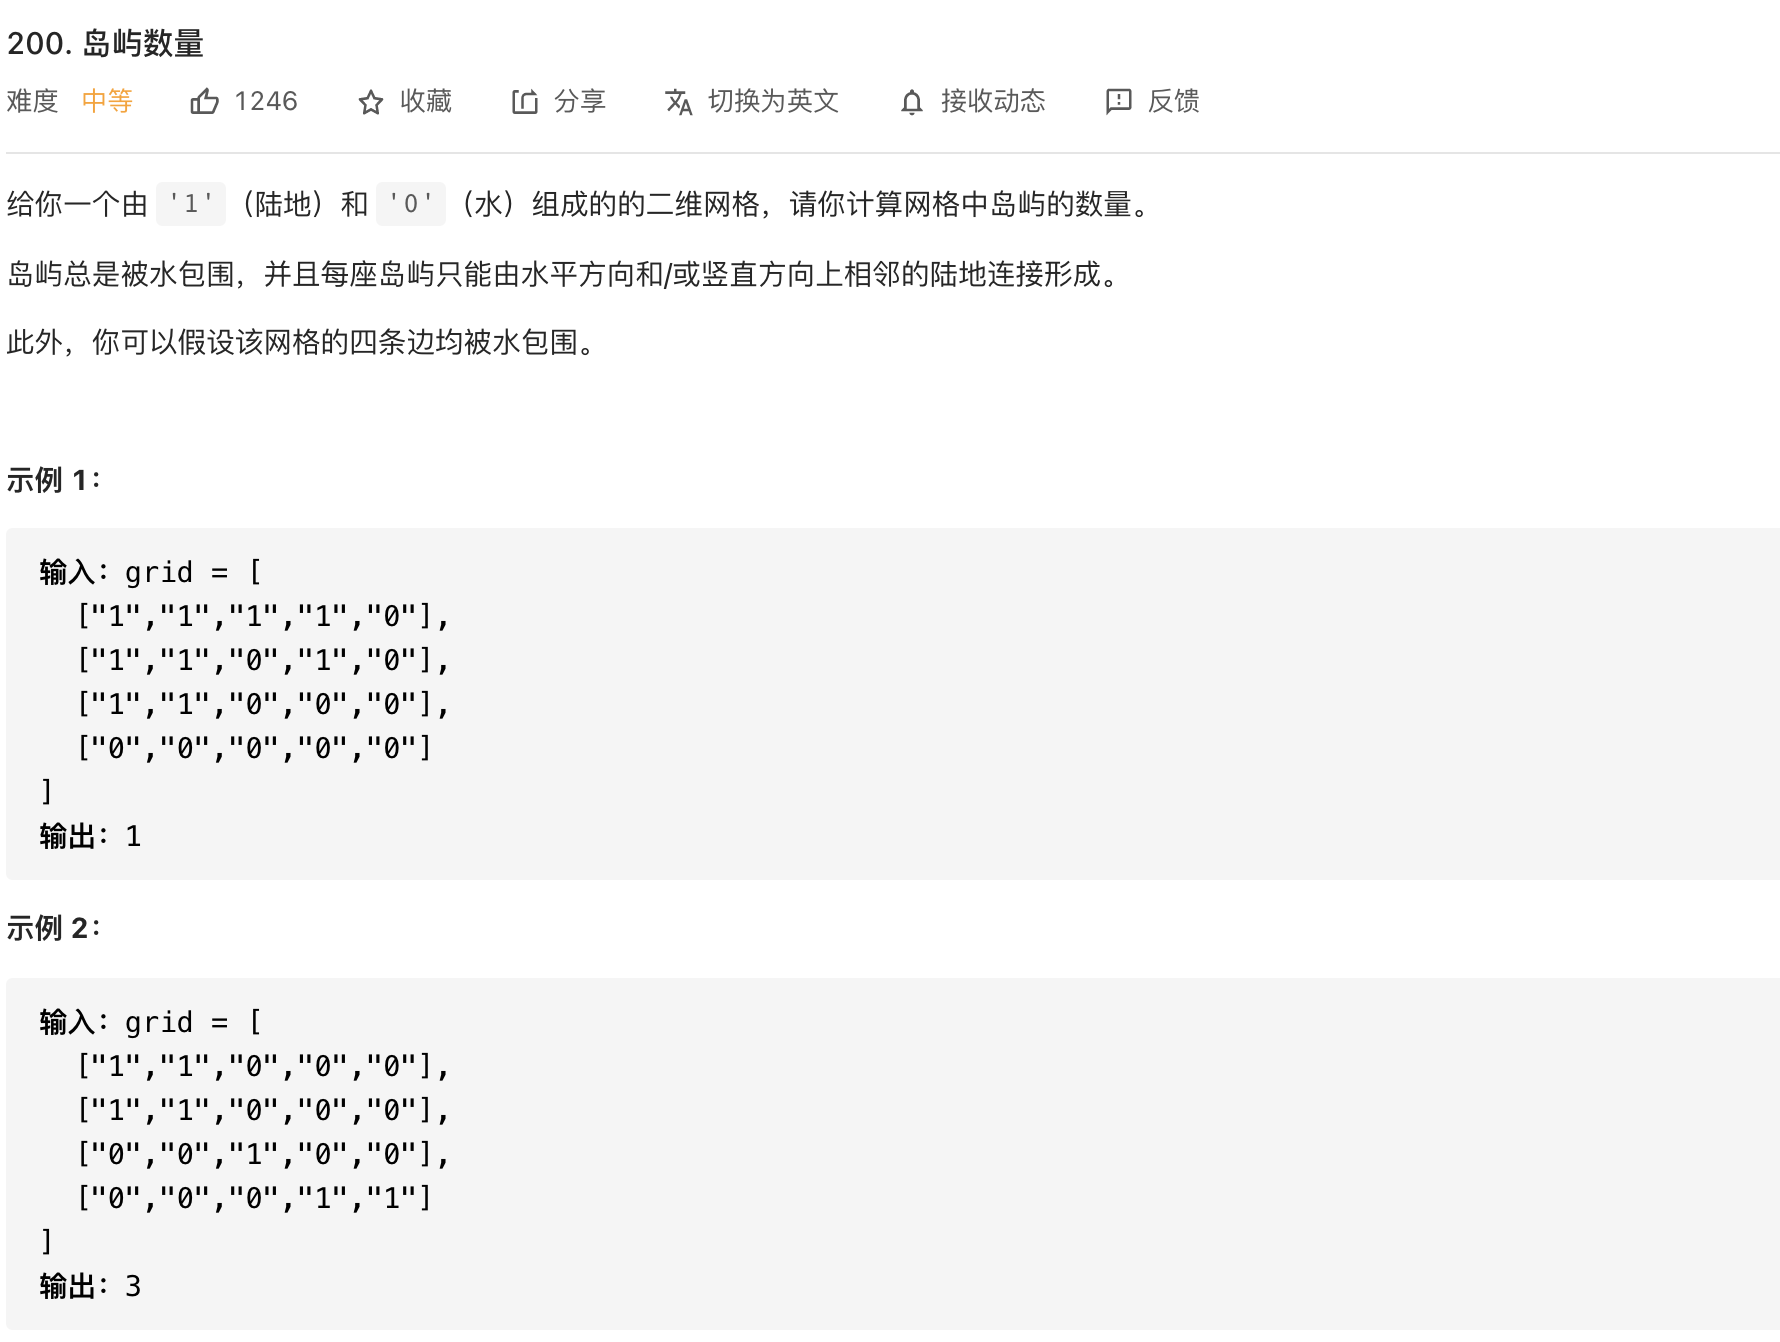 200. 岛屿数量
难度 中等 1246 收藏 分享 切换为英文 接收动态 反馈
给你一个由 '1' （陆地）和 '0' （水）组成的的二维网格，请你计算网格中岛屿的数量。
岛屿总是被水包围，并且每座岛屿只能由水平方向和/或竖直方向上相邻的陆地连接形成。
此外，你可以假设该网格的四条边均被水包围。
示例 1：
输入：grid = [
["1","1","1","1","0"],
["1","1","0","1","0"],
["1","1","0","0","0"],
["0","0","0","0","0"]
]
输出：1
示例 2：
输入：grid = [
["1","1","0","0","0"],
["1","1","0","0","0"],
["0","0","1","0","0"],
["0","0","0","1","1"]
]
输出：3